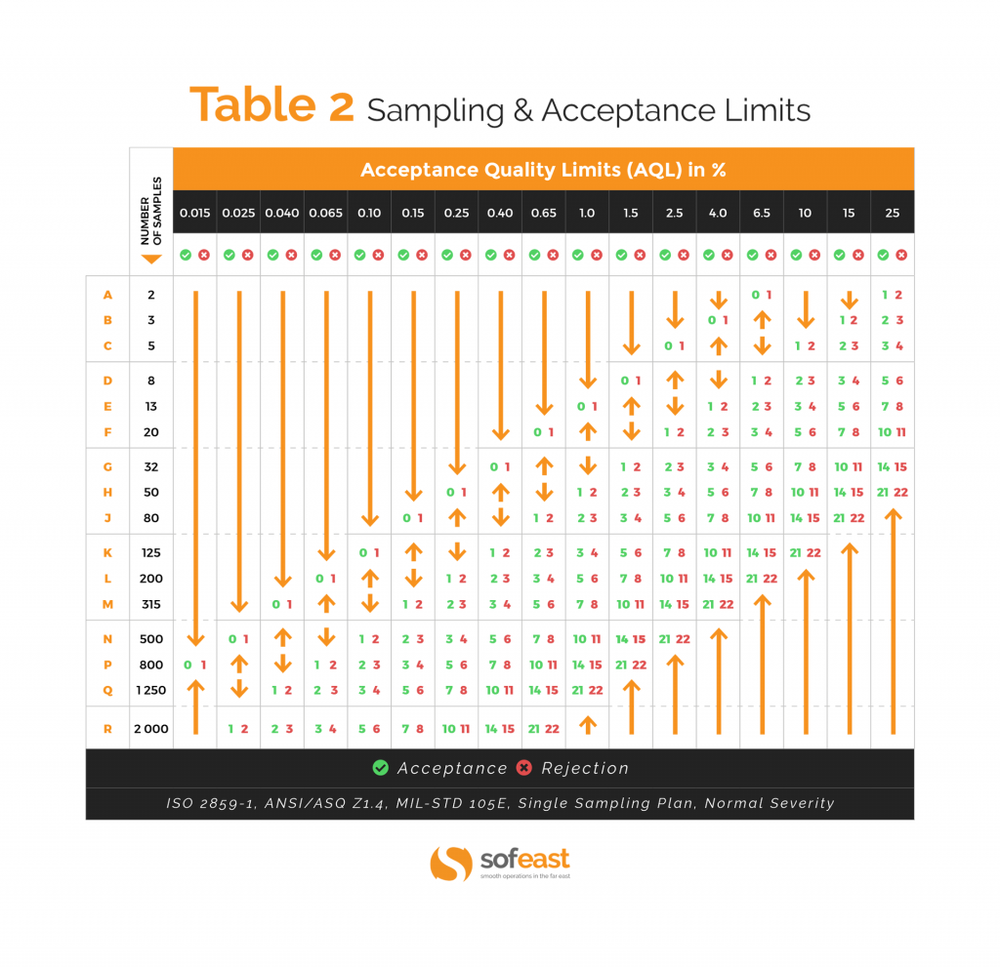 Table 2 Sampling & Acceptance Limits
NUMBER
OF SAMPLES
Acceptance Quality Limits (AQL) in %
0.015 0.025 0.040 0.065 0.10 0.15 0.25 0.40 0.65 1.0 1.5 2.5 4.0 6.5 10 15 25
A 2 0 1 1 2
B 3 0 1 1 2 2 3
C 5 0 1 1 2 2 3 3 4
D 8 0 1 1 2 2 3 3 4 5 6
E 13 0 1 1 2 2 3 3 4 5 6 7 8
F 20 0 1 1 2 2 3 3 4 5 6 7 8 10 11
G 32 0 1 1 2 2 3 3 4 5 6 7 8 10 11 14 15
H 50 0 1 1 2 2 3 3 4 5 6 7 8 10 11 14 15 21 22
J 80 0 1 1 2 2 3 3 4 5 6 7 8 10 11 14 15 21 22
K 125 0 1 1 2 2 3 3 4 5 6 7 8 10 11 14 15 21 22
L 200 0 1 1 2 2 3 3 4 5 6 7 8 10 11 14 15 21 22
M 315 0 1 1 2 2 3 3 4 5 6 7 8 10 11 14 15 21 22
N 500 0 1 1 2 2 3 3 4 5 6 7 8 10 11 14 15 21 22
P 800 0 1 1 2 2 3 3 4 5 6 7 8 10 11 14 15 21 22
Q 1 250 1 2 2 3 3 4 5 6 7 8 10 11 14 15 21 22
R 2 000 1 2 2 3 3 4 5 6 7 8 10 11 14 15 21 22
Acceptance Rejection
ISO 2859-1, ANSI/ASQ Z1.4, MIL-STD 105E, Single Sampling Plan, Normal Severity
sofeast
smooth operations in the far east